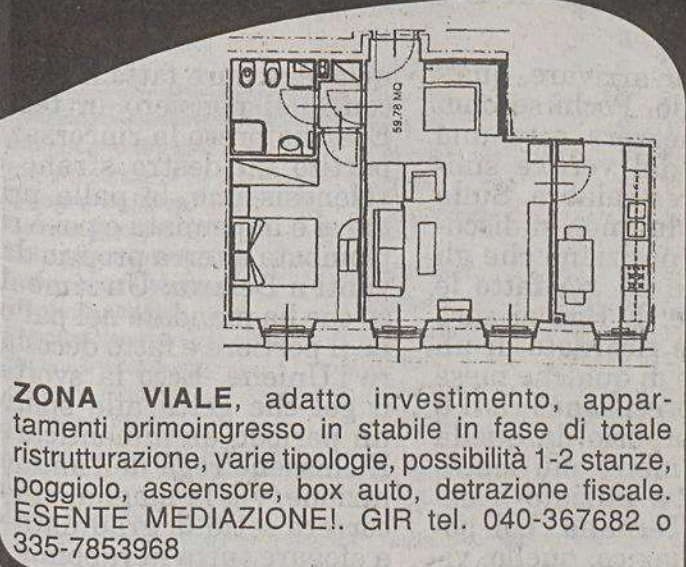 59.78 MQ
ZONA VIALE, adatto investimento, appar-
tamenti primoingresso in stabile in fase di totale
ristrutturazione, varie tipologie, possibilità 1-2 stanze,
poggiolo, ascensore, box auto, detrazione fiscale.
ESENTE MEDIAZIONE!. GIR tel. 040-367682 o
335-7853968